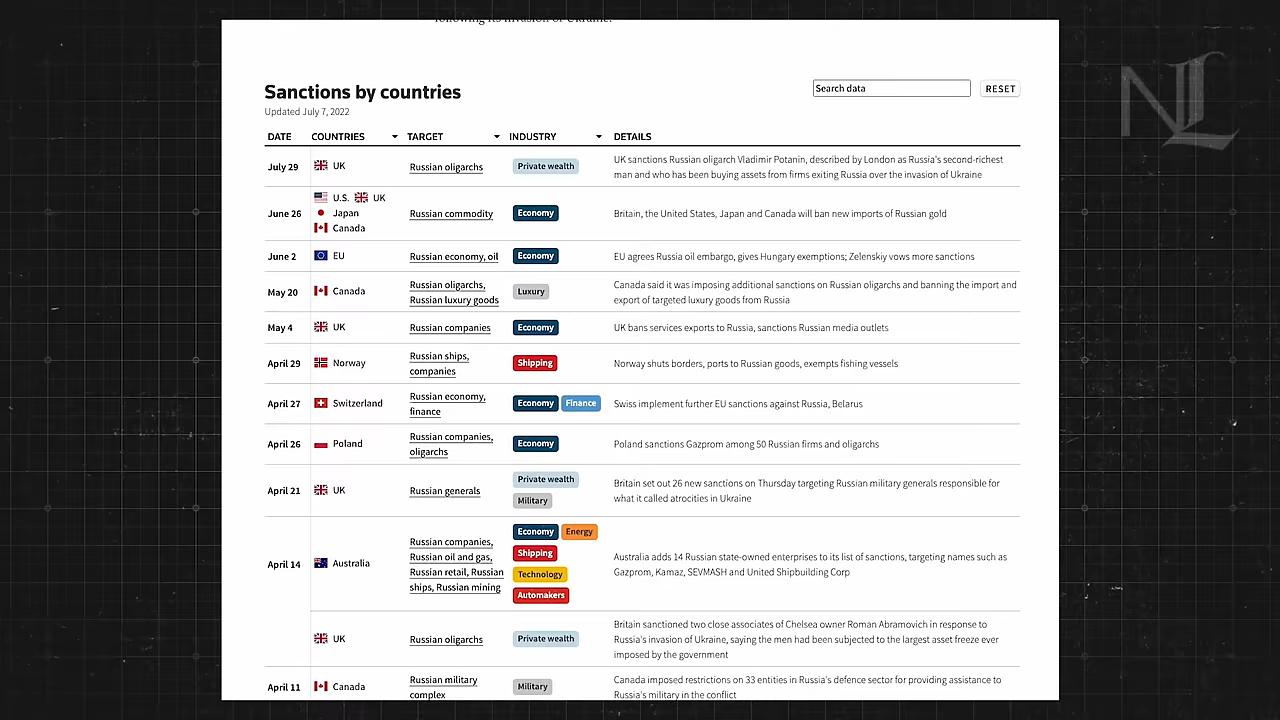 following its invasion of Ukraine.
NL
Sanctions by countries
Search data
RESET
Updated July 7, 2022
DATE COUNTRIES TARGET INDUSTRY DETAILS
July 29 UK Russian oligarchs Private wealth UK sanctions Russian oligarch Vladimir Potanin, described by London as Russia's second-richest
man and who has been buying assets from firms exiting Russia over the invasion of Ukraine
U.S. UK
Japan
Canada
June 26 Russian commodity Economy Britain, the United States, Japan and Canada will ban new imports of Russian gold
June 2 EU Russian economy, oil Economy EU agrees Russia oil embargo, gives Hungary exemptions; Zelenskiy vows more sanctions
May 20 Canada Russian oligarchs,
Russian luxury goods
Luxury
Canada said it was imposing additional sanctions on Russian oligarchs and banning the import and
export of targeted luxury goods from Russia
May 4 UK Russian companies Economy UK bans services exports to Russia, sanctions Russian media outlets
April 29 Norway Russian ships,
companies
Shipping Norway shuts borders, ports to Russian goods, exempts fishing vessels
April 27 Switzerland Russian economy,
finance
Economy Finance Swiss implement further EU sanctions against Russia, Belarus
April 26 Poland Russian companies,
oligarchs
Economy Poland sanctions Gazprom among 50 Russian firms and oligarchs
April 21 UK Russian generals Private wealth
Military
Britain set out 26 new sanctions on Thursday targeting Russian military generals responsible for
what it called atrocities in Ukraine
April 14 Australia Russian companies,
Russian oil and gas,
Russian retail, Russian
ships, Russian mining
Economy Energy
Shipping
Technology
Automakers
Australia adds 14 Russian state-owned enterprises to its list of sanctions, targeting names such as
Gazprom, Kamaz, SEVMASH and United Shipbuilding Corp
UK Russian oligarchs Private wealth Britain sanctioned two close associates of Chelsea owner Roman Abramovich in response to
Russia's invasion of Ukraine, saying the men had been subjected to the largest asset freeze ever
imposed by the government
April 11 Canada Russian military
complex
Military
Canada imposed restrictions on 33 entities in Russia's defence sector for providing assistance to
Russia's military in the conflict